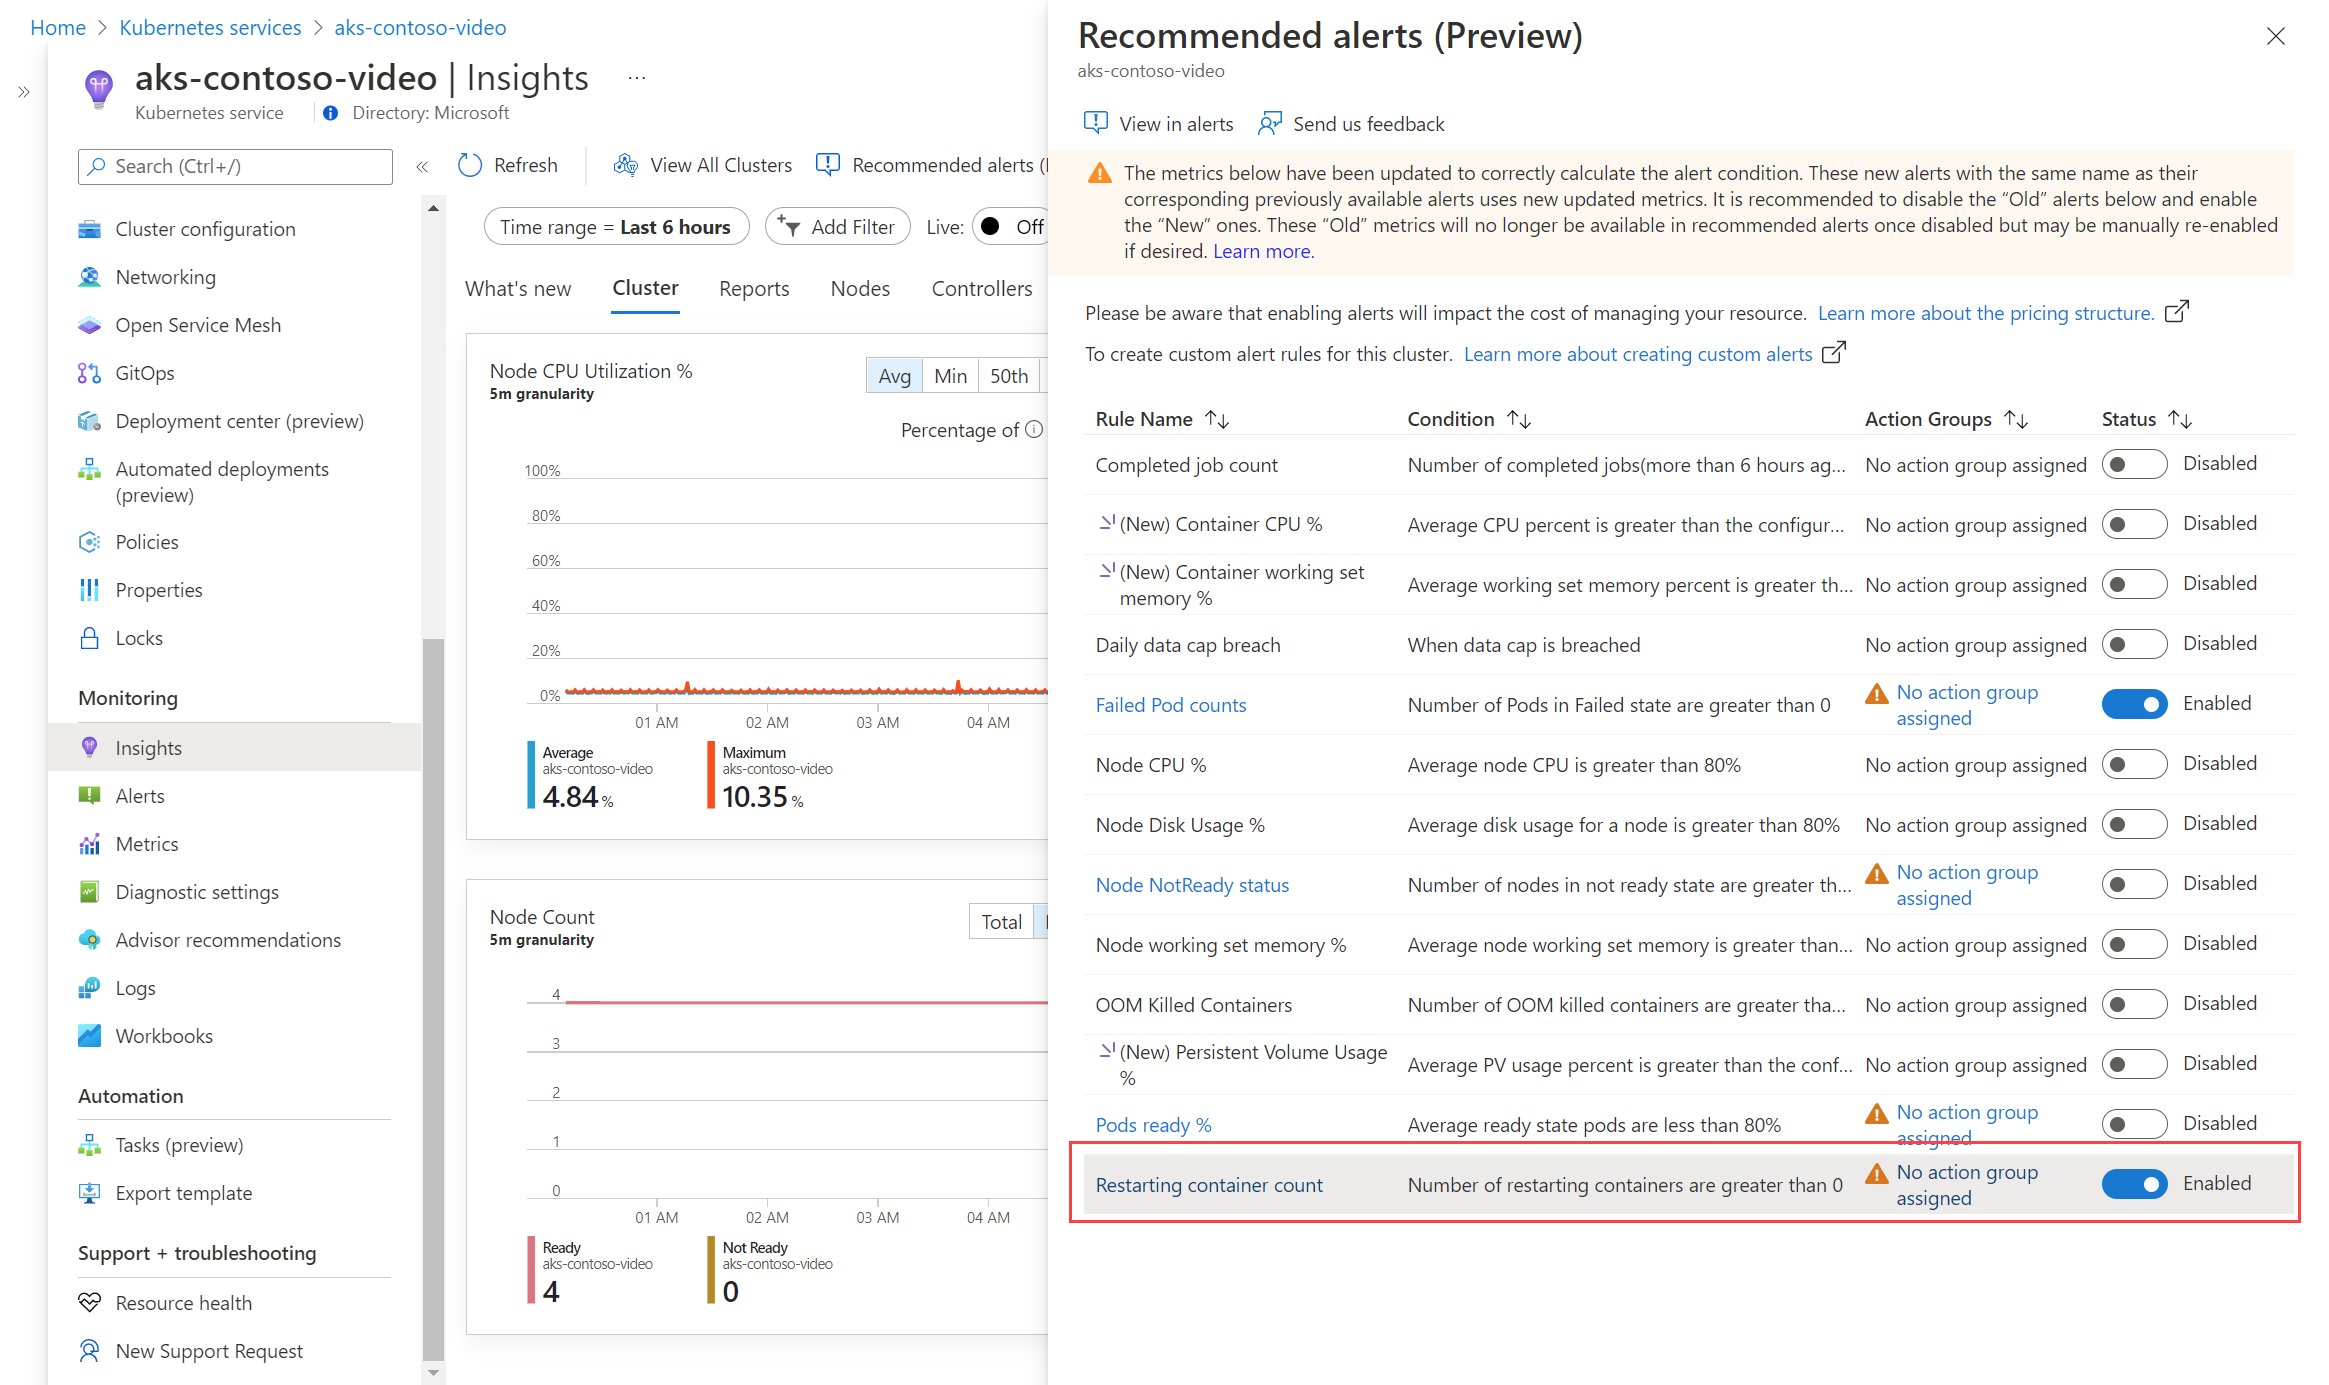 Home > Kubernetes services > aks-contoso-video
aks-contoso-video | Insights ...
Kubernetes service
Directory: Microsoft
Search (Ctrl+/)
Cluster configuration
Networking
Open Service Mesh
GitOps
Deployment center (preview)
Automated deployments
(preview)
Policies
Properties
Locks
Monitoring
Insights
Alerts
Metrics
Diagnostic settings
Advisor recommendations
Logs
Workbooks
Automation
Tasks (preview)
Export template
Support + troubleshooting
Resource health
New Support Request
Refresh
View All Clusters
Recommended alerts (
Time range = Last 6 hours
Add Filter
Live: Off
What's new
Cluster
Reports
Nodes
Controllers
Node CPU Utilization %
5m granularity
Avg Min 50th
Percentage of
100%
80%
60%
40%
20%
0%
01 AM 02 AM 03 AM 04 AM
Average
aks-contoso-video
4.84 %
Maximum
aks-contoso-video
10.35 %
Node Count
5m granularity
Total
4
3
2
1
0
01 AM 02 AM 03 AM 04 AM
Ready
aks-contoso-video
4
Not Ready
aks-contoso-video
0
Recommended alerts (Preview)
aks-contoso-video
View in alerts
Send us feedback
The metrics below have been updated to correctly calculate the alert condition. These new alerts with the same name as their
corresponding previously available alerts uses new updated metrics. It is recommended to disable the “Old” alerts below and enable
the “New” ones. These “Old” metrics will no longer be available in recommended alerts once disabled but may be manually re-enabled
if desired. Learn more.
Please be aware that enabling alerts will impact the cost of managing your resource. Learn more about the pricing structure.
To create custom alert rules for this cluster. Learn more about creating custom alerts
Rule Name Condition Action Groups Status
Completed job count Number of completed jobs(more than 6 hours ag... No action group assigned Disabled
(New) Container CPU % Average CPU percent is greater than the configur... No action group assigned Disabled
(New) Container working set
memory %
Average working set memory percent is greater th... No action group assigned Disabled
Daily data cap breach When data cap is breached No action group assigned Disabled
Failed Pod counts Number of Pods in Failed state are greater than 0
No action group
assigned
Enabled
Node CPU % Average node CPU is greater than 80% No action group assigned Disabled
Node Disk Usage % Average disk usage for a node is greater than 80% No action group assigned Disabled
Node NotReady status Number of nodes in not ready state are greater th...
No action group
assigned
Disabled
Node working set memory % Average node working set memory is greater than... No action group assigned Disabled
OOM Killed Containers Number of OOM killed containers are greater tha... No action group assigned Disabled
(New) Persistent Volume Usage
%
Average PV usage percent is greater than the conf... No action group assigned Disabled
Pods ready % Average ready state pods are less than 80%
No action group
assigned
Disabled
Restarting container count Number of restarting containers are greater than 0
No action group
assigned
Enabled